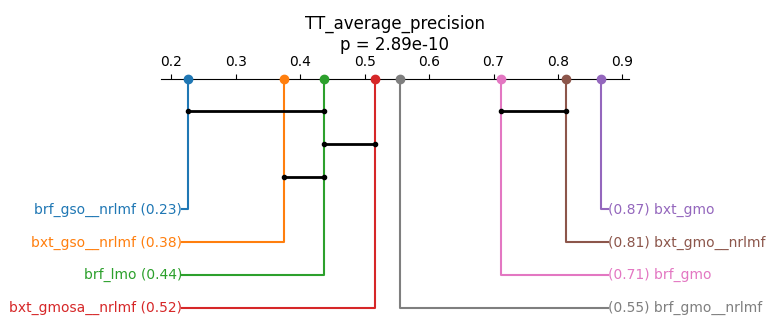 TT_average_precision
p = 2.89e-10
0.2 0.3 0.4 0.5 0.6 0.7 0.8 0.9
brf_gso__nrlmf (0.23) (0.87) bxt_gmo
bxt_gso__nrlmf (0.38) (0.81) bxt_gmo__nrlmf
brf_lmo (0.44) (0.71) brf_gmo
bxt_gmosa__nrlmf (0.52) (0.55) brf_gmo__nrlmf